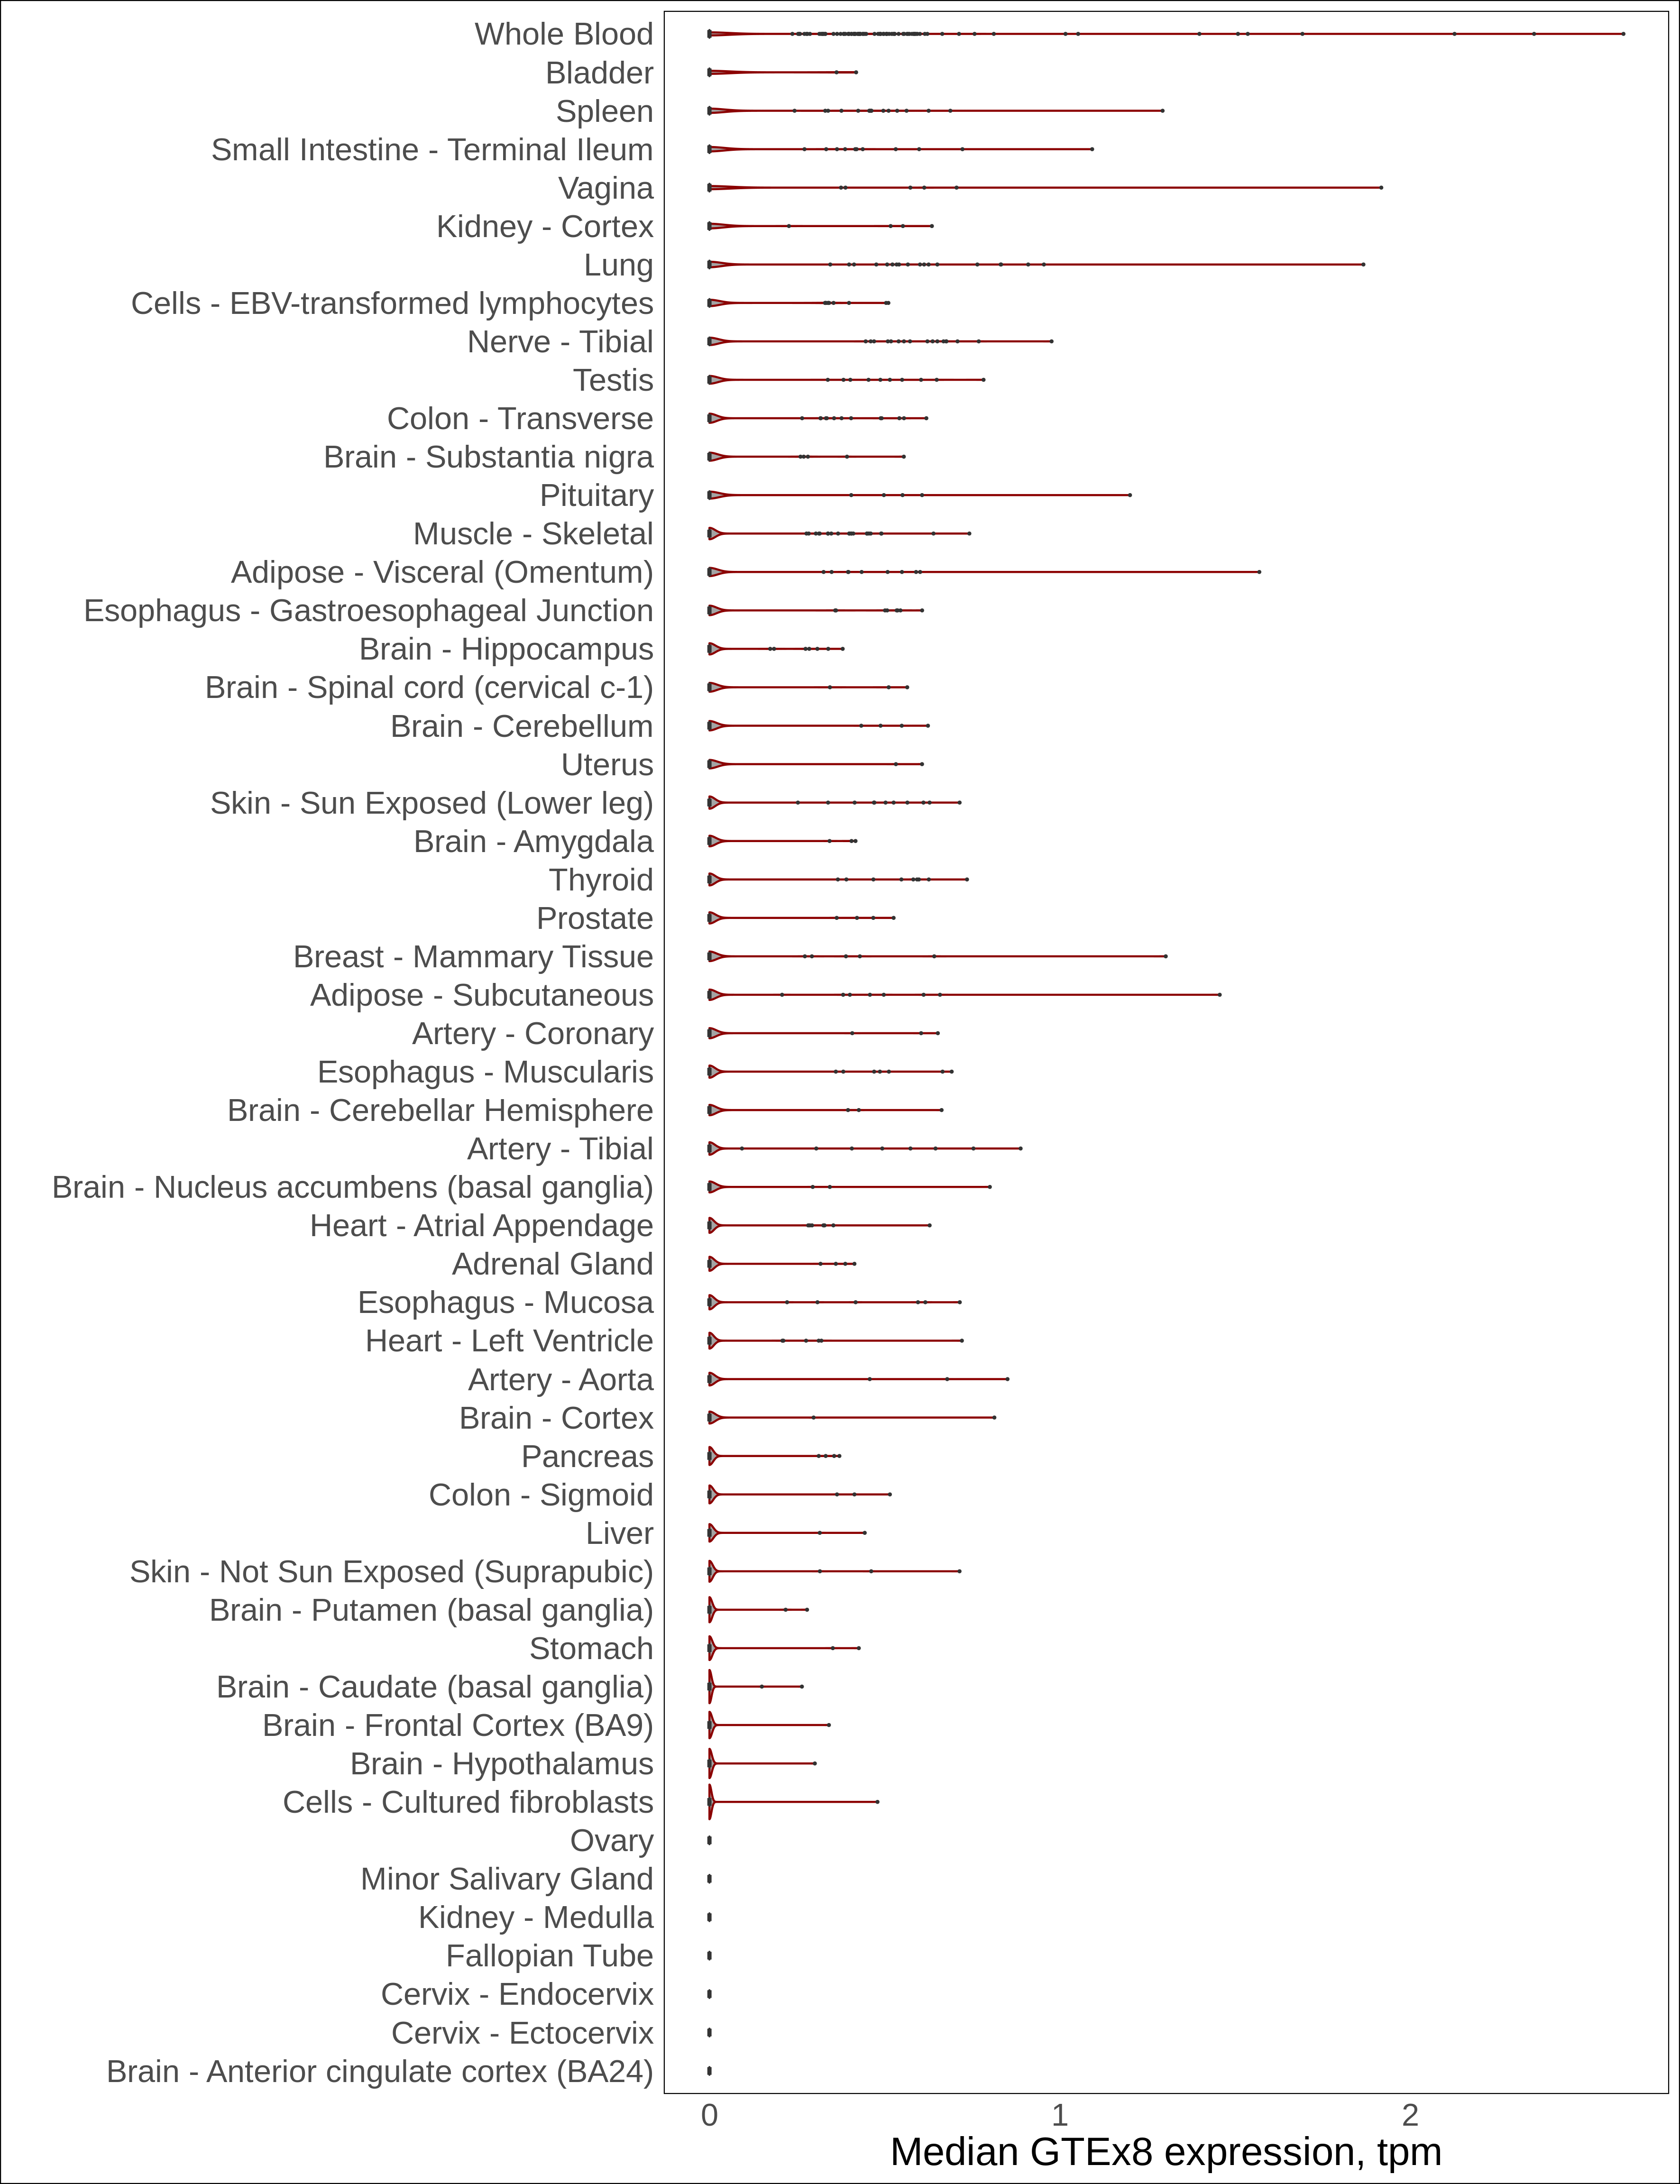 Whole Blood
Bladder
Spleen
Small Intestine - Terminal Ileum
Vagina
Kidney - Cortex
Lung
Cells - EBV-transformed lymphocytes
Nerve - Tibial
Testis
Colon - Transverse
Brain - Substantia nigra
Pituitary
Muscle - Skeletal
Adipose - Visceral (Omentum)
Esophagus - Gastroesophageal Junction
Brain - Hippocampus
Brain - Spinal cord (cervical c-1)
Brain - Cerebellum
Uterus
Skin - Sun Exposed (Lower leg)
Brain - Amygdala
Thyroid
Prostate
Breast - Mammary Tissue
Adipose - Subcutaneous
Artery - Coronary
Esophagus - Muscularis
Brain - Cerebellar Hemisphere
Artery - Tibial
Brain - Nucleus accumbens (basal ganglia)
Heart - Atrial Appendage
Adrenal Gland
Esophagus - Mucosa
Heart - Left Ventricle
Artery - Aorta
Brain - Cortex
Pancreas
Colon - Sigmoid
Liver
Skin - Not Sun Exposed (Suprapubic)
Brain - Putamen (basal ganglia)
Stomach
Brain - Caudate (basal ganglia)
Brain - Frontal Cortex (BA9)
Brain - Hypothalamus
Cells - Cultured fibroblasts
Ovary
Minor Salivary Gland
Kidney - Medulla
Fallopian Tube
Cervix - Endocervix
Cervix - Ectocervix
Brain - Anterior cingulate cortex (BA24)
0 1 2
Median GTEx8 expression, tpm